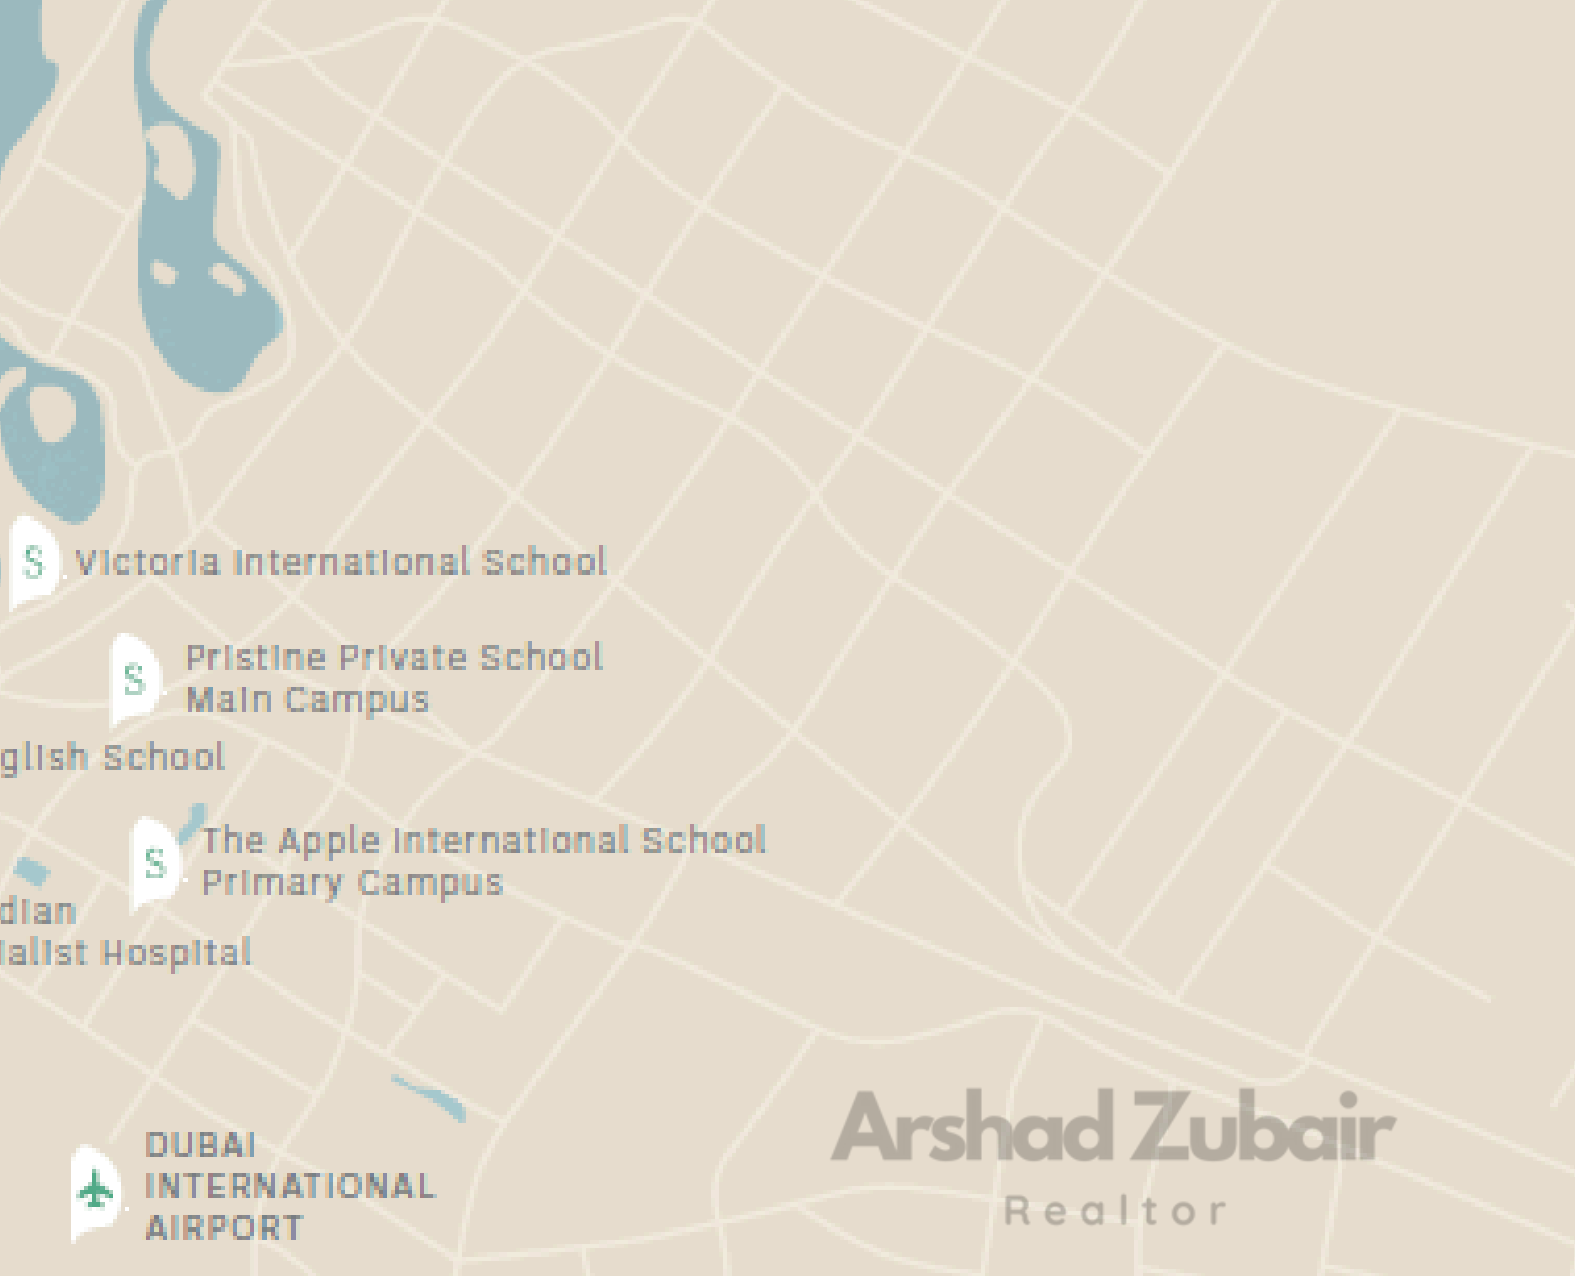 S
Victoria International School
S
Pristine Private School
Main Campus
glish School
S
The Apple International School
Primary Campus
dian
ialist Hospital
DUBAI
INTERNATIONAL
AIRPORT
Arshad Zubair
Realtor